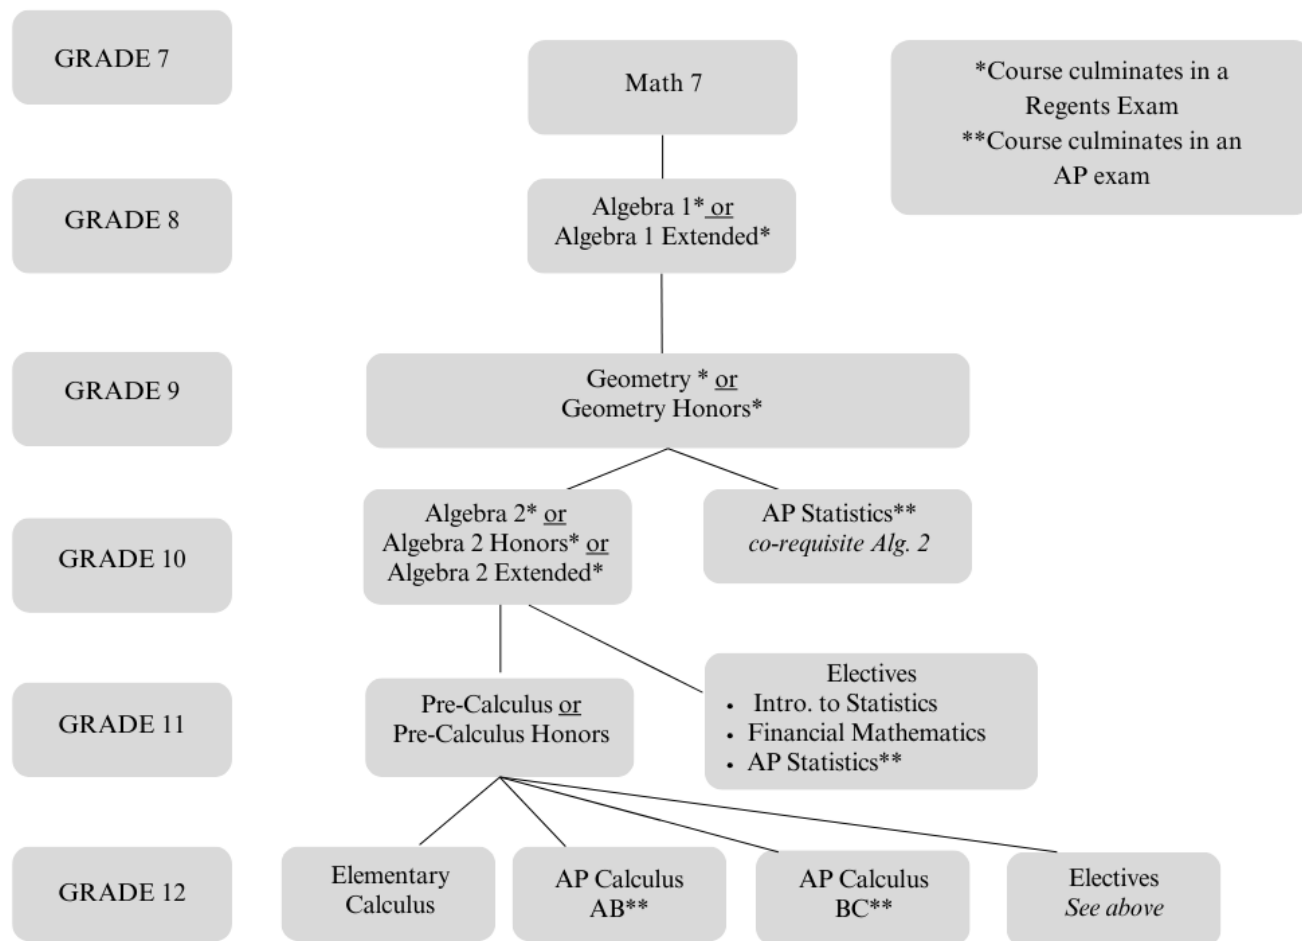 GRADE 7
Math 7
*Course culminates in a
Regents Exam
**Course culminates in an
AP exam
GRADE 8
Algebra 1* or
Algebra 1 Extended*
GRADE 9
Geometry * or
Geometry Honors*
GRADE 10
Algebra 2* or
Algebra 2 Honors* or
Algebra 2 Extended*
AP Statistics**
co-requisite Alg. 2
GRADE 11
Pre-Calculus or
Pre-Calculus Honors
Electives
• Intro. to Statistics
• Financial Mathematics
• AP Statistics**
GRADE 12
Elementary
Calculus
AP Calculus
AB**
AP Calculus
BC**
Electives
See above